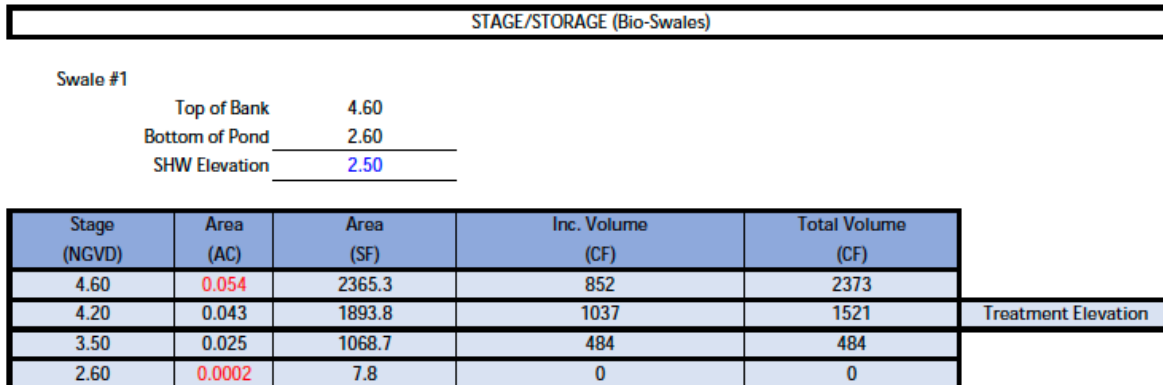 STAGE/STORAGE (Bio-Swales)
Swale #1
Top of Bank 4.60
Bottom of Pond 2.60
SHW Elevation 2.50
Stage Area Area Inc. Volume Total Volume
(NGVD) (AC) (SF) (CF) (CF)
4.60 0.054 2365.3 852 2373
4.20 0.043 1893.8 1037 1521 Treatment Elevation
3.50 0.025 1068.7 484 484
2.60 0.0002 7.8 0 0